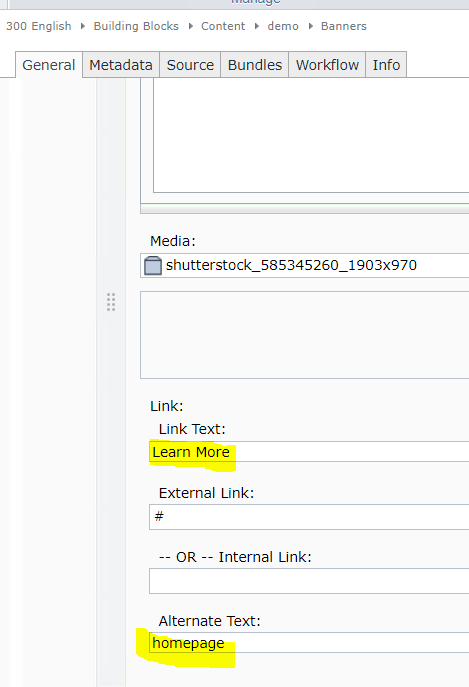 Manage
300 English Building Blocks Content demo Banners
General Metadata Source Bundles Workflow Info
Media:
shutterstock_585345260_1903x970
Link:
Link Text:
Learn More
External Link:
#
-- OR -- Internal Link:
Alternate Text:
homepage